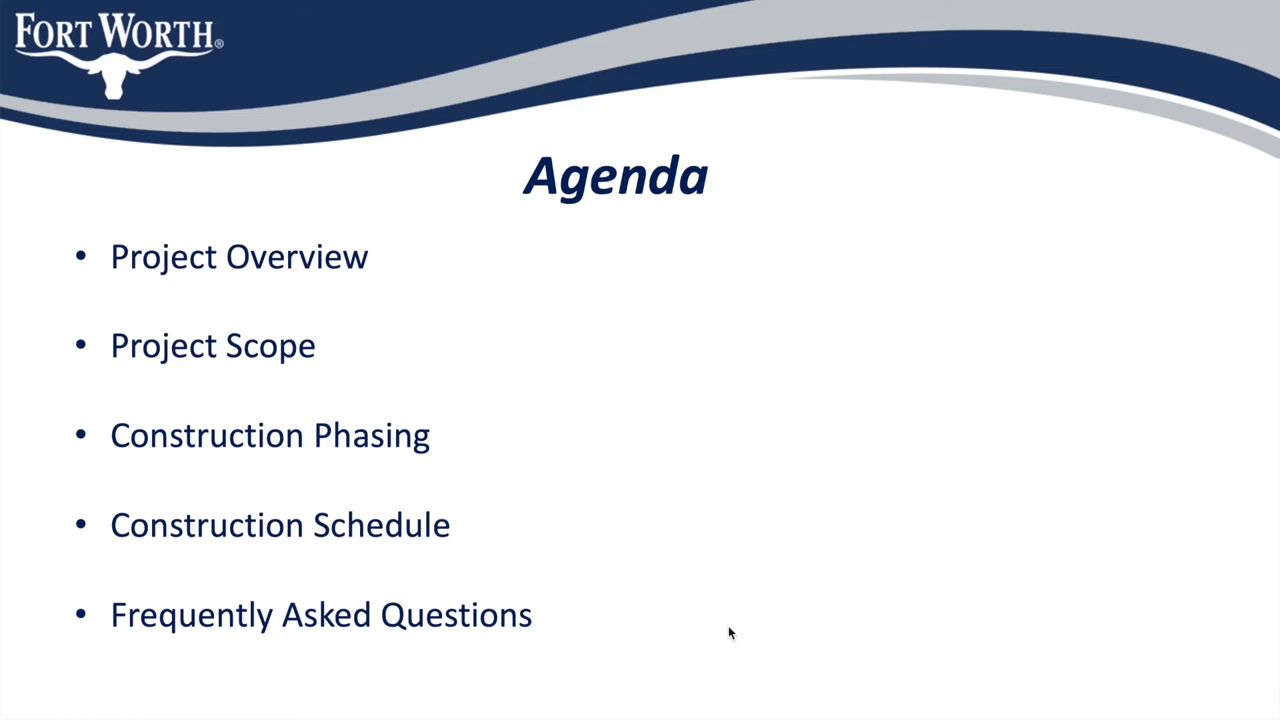 FORT WORTH®
Agenda
• Project Overview
• Project Scope
• Construction Phasing
• Construction Schedule
• Frequently Asked Questions